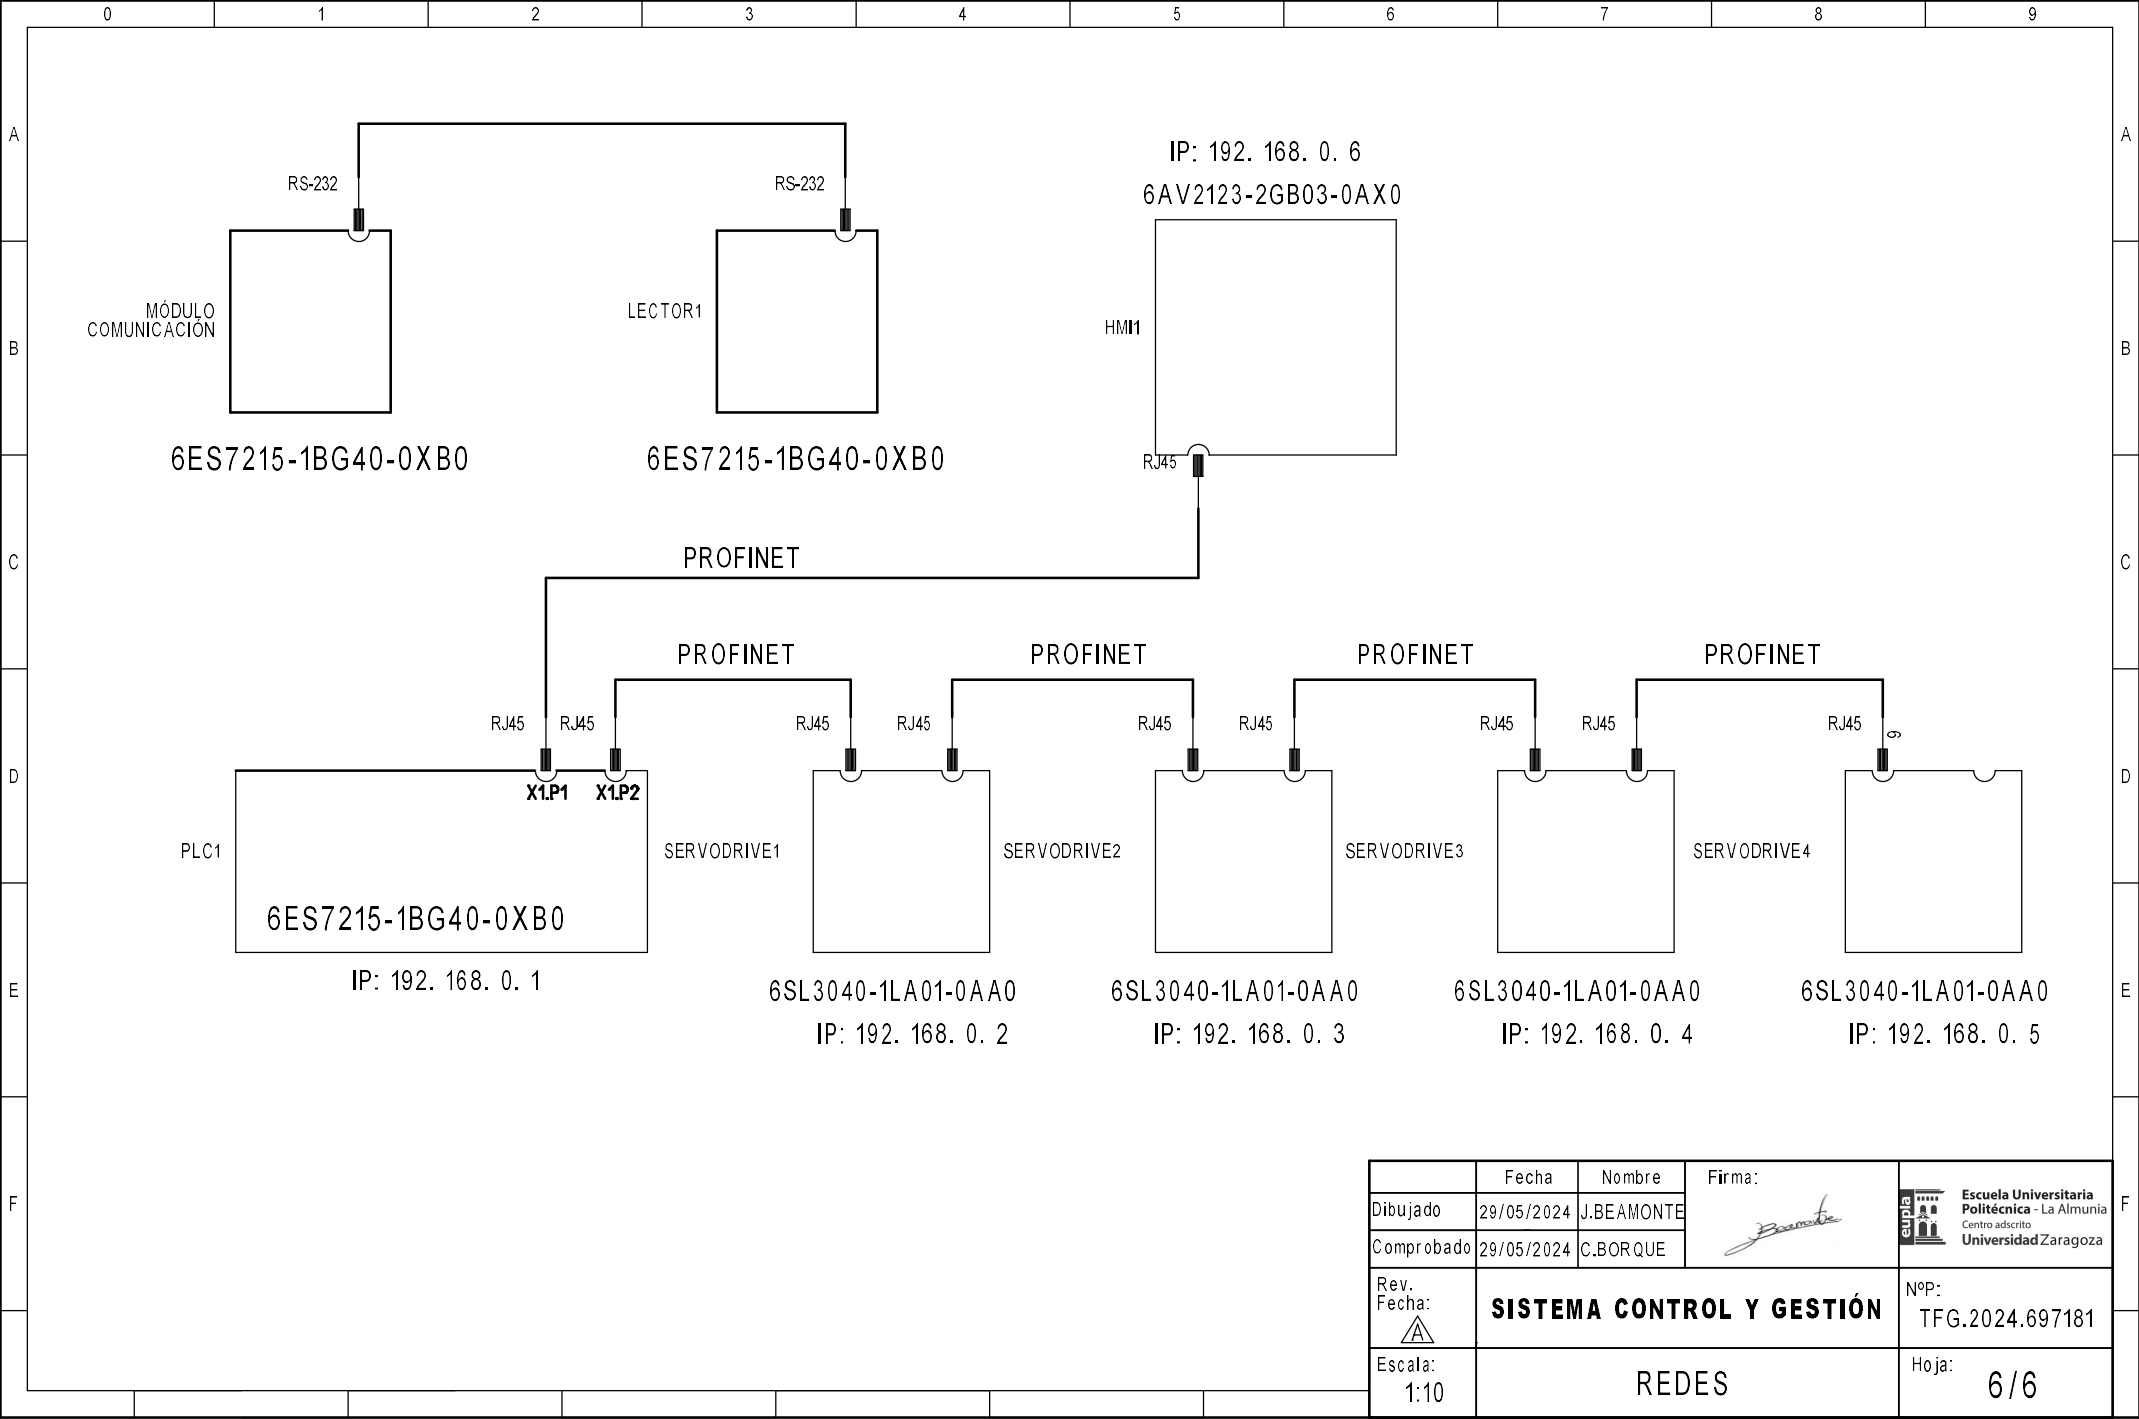 0 1 2 3 4 5 6 7 8 9
A A
B B
C C
D D
E E
F F
RS-232
RS-232
MÓDULO
COMUNICACIÓN
LECTOR1
6ES7215-1BG40-0XB0
6ES7215-1BG40-0XB0
IP: 192. 168. 0. 6
6AV2123-2GB03-0AX0
HMI1
RJ45
PROFINET
PROFINET
PROFINET
PROFINET
PROFINET
RJ45 RJ45 RJ45 RJ45 RJ45 RJ45 RJ45 RJ45 RJ45
6
X1.P1 X1.P2
PLC1 SERVODRIVE1 SERVODRIVE2 SERVODRIVE3 SERVODRIVE4
6ES7215-1BG40-0XB0
IP: 192. 168. 0. 1
6SL3040-1LA01-0AA0 6SL3040-1LA01-0AA0 6SL3040-1LA01-0AA0 6SL3040-1LA01-0AA0
IP: 192. 168. 0. 2 IP: 192. 168. 0. 3 IP: 192. 168. 0. 4 IP: 192. 168. 0. 5
Fecha Nombre Firma:
Dibujado 29/05/2024 J.BEAMONTE
Comprobado 29/05/2024 C.BORQUE
Beamonte
eupla
Escuela Universitaria
Politécnica - La Almunia
Centro adscrito
Universidad Zaragoza
Rev.
Fecha:
A
SISTEMA CONTROL Y GESTIÓN
NºP:
TFG.2024.697181
Escala:
1:10
REDES
Hoja:
6/6